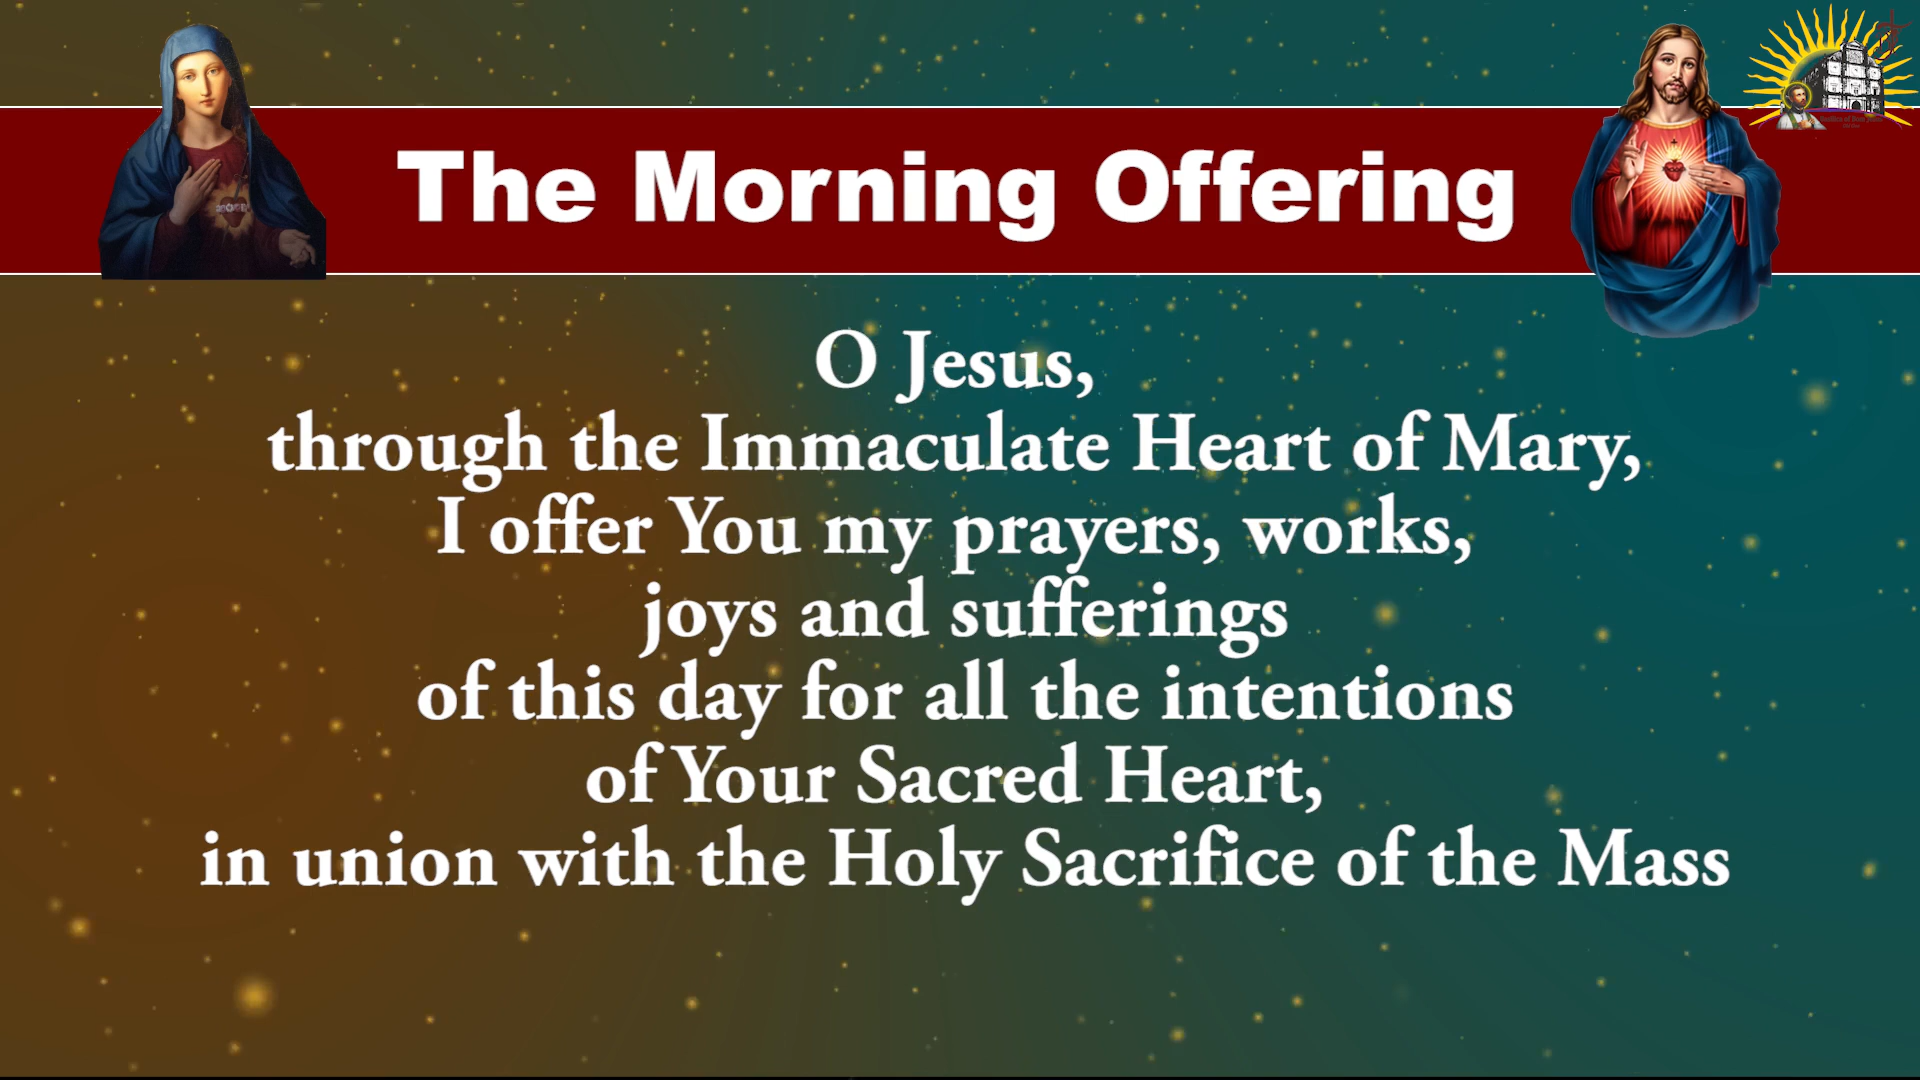 The Morning Offering
O Jesus,
through the Immaculate Heart of Mary,
I offer You my prayers, works,
joys and sufferings
of this day for all the intentions
of Your Sacred Heart,
in union with the Holy Sacrifice of the Mass